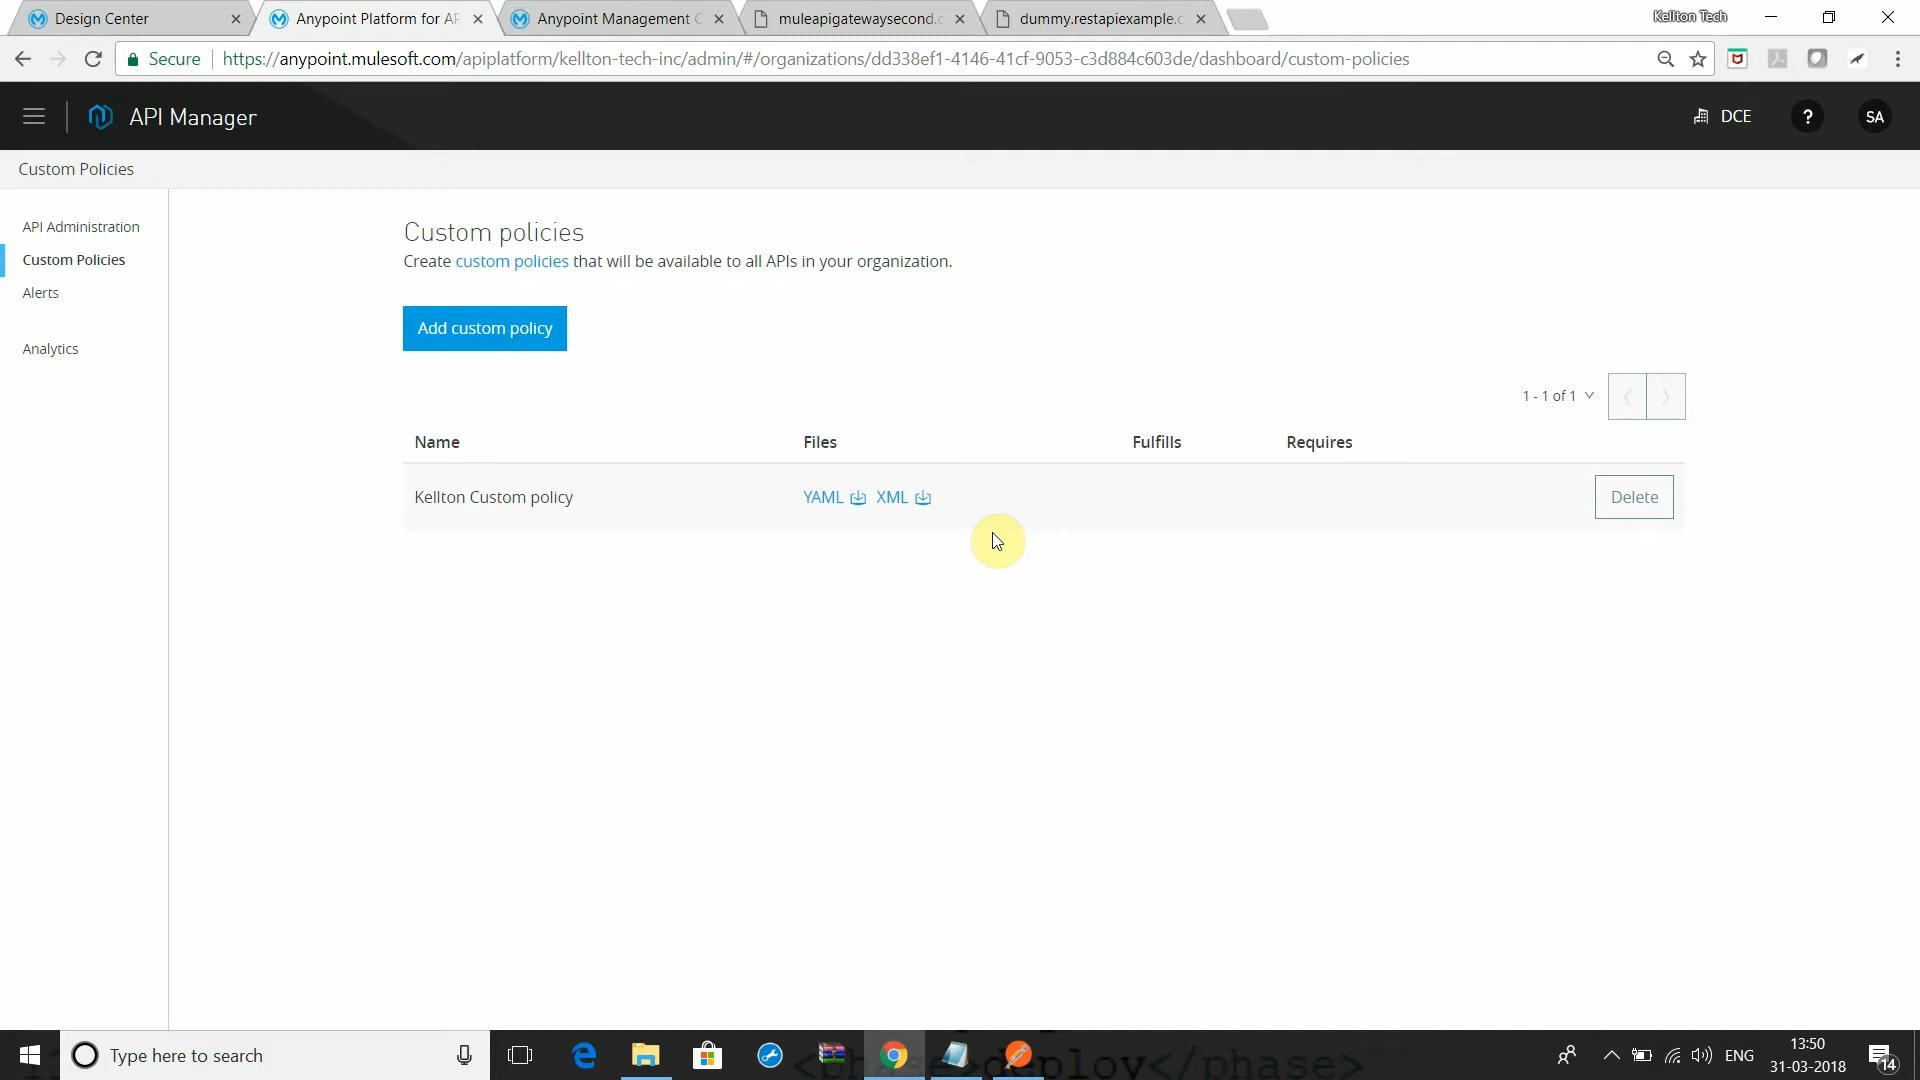 Design Center
Anypoint Platform for AP
Anypoint Management C
muleapigatewaysecond.c
dummy.restapiexample.c
Kellton Tech
Secure
https://anypoint.mulesoft.com/apiplatform/kellton-tech-inc/admin/#/organizations/dd338ef1-4146-41cf-9053-c3d884c603de/dashboard/custom-policies
API Manager
DCE
?
SA
Custom Policies
API Administration
Custom Policies
Alerts
Analytics
Custom policies
Create custom policies that will be available to all APIs in your organization.
Add custom policy
1 - 1 of 1
Name Files Fulfills Requires
Kellton Custom policy YAML XML Delete
Type here to search
<phase>deploy</phase>
ENG
13:50
31-03-2018
14